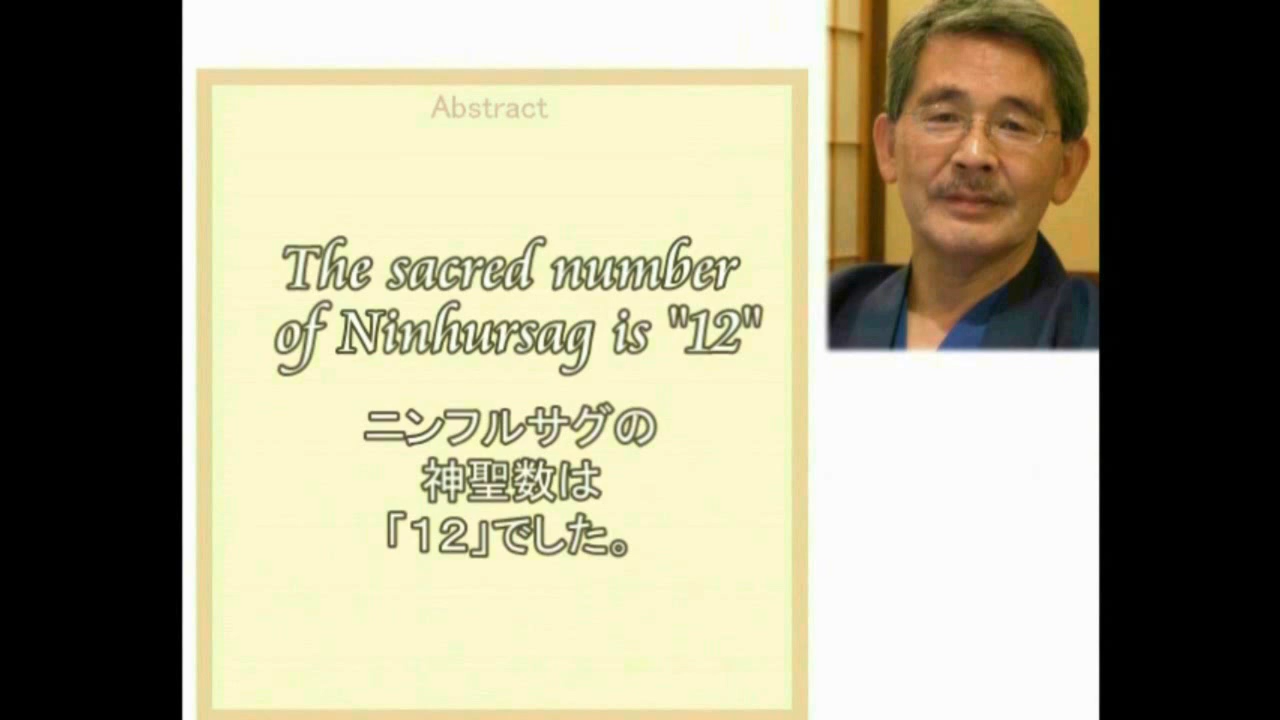 Abstract
The sacred number
of Ninhursag is "12"
ニンフルサグの
神聖数は
「１２」でした。